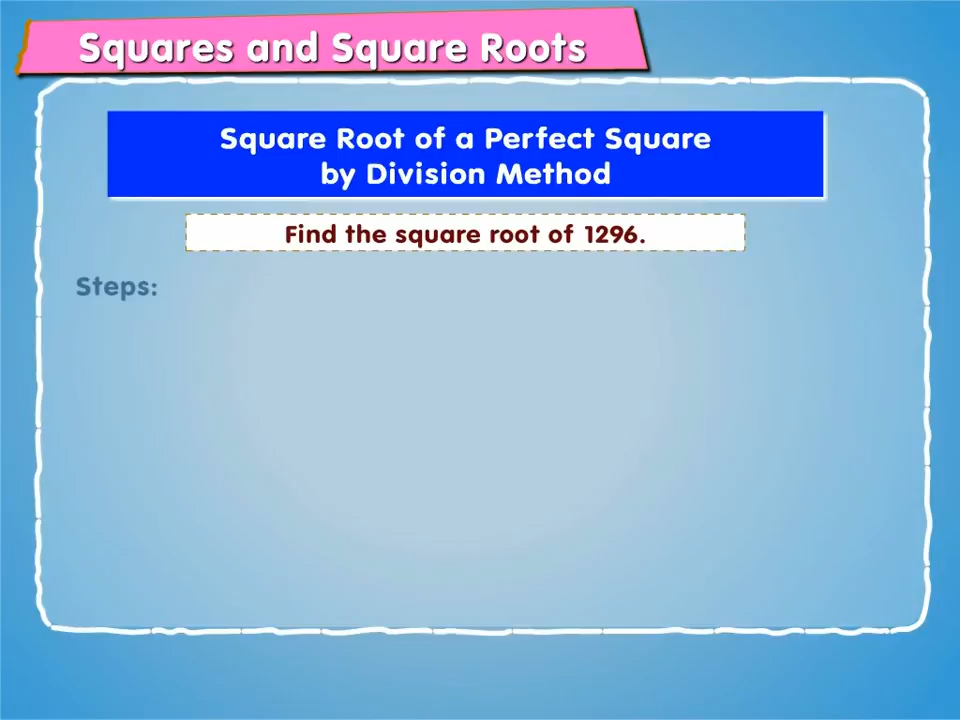 Squares and Square Roots
Square Root of a Perfect Square
by Division Method
Find the square root of 1296.
Steps: